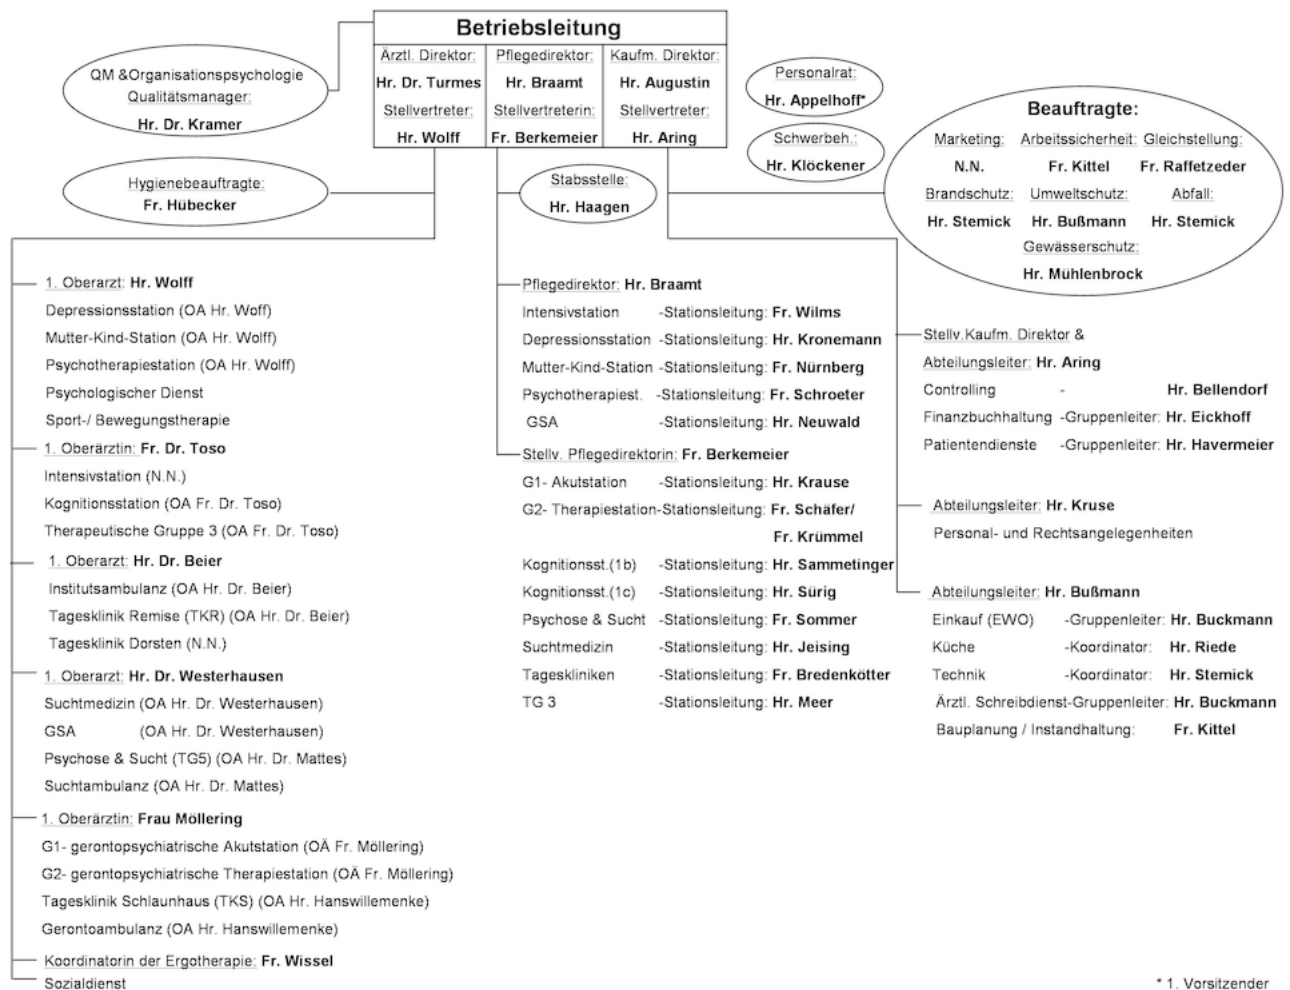 Betriebsleitung
Ärztl. Direktor:
Hr. Dr. Turmes
Stellvertreter:
Hr. Wolff
Pflegedirektor:
Hr. Braamt
Stellvertreterin:
Fr. Berkemeier
Kaufm. Direktor:
Hr. Augustin
Stellvertreter:
Hr. Aring
QM &Organisationspsychologie
Qualitätsmanager:
Hr. Dr. Kramer
Hygienebeauftragte:
Fr. Hübecker
Stabsstelle:
Hr. Haagen
Personalrat:
Hr. Appelhoff*
Schwerbeh.:
Hr. Klöckener
Beauftragte:
Marketing: Arbeitssicherheit: Gleichstellung:
N.N. Fr. Kittel Fr. Raffetzeder
Brandschutz: Umweltschutz: Abfall:
Hr. Stemick Hr. Bußmann Hr. Stemick
Gewässerschutz:
Hr. Mühlenbrock
1. Oberarzt: Hr. Wolff
Depressionsstation (OA Hr. Woff)
Mutter-Kind-Station (OA Hr. Wolff)
Psychotherapiestation (OA Hr. Wolff)
Psychologischer Dienst
Sport-/ Bewegungstherapie
1. Oberärztin: Fr. Dr. Toso
Intensivstation (N.N.)
Kognitionsstation (OA Fr. Dr. Toso)
Therapeutische Gruppe 3 (OA Fr. Dr. Toso)
1. Oberarzt: Hr. Dr. Beier
Institutsambulanz (OA Hr. Dr. Beier)
Tagesklinik Remise (TKR) (OA Hr. Dr. Beier)
Tagesklinik Dorsten (N.N.)
1. Oberarzt: Hr. Dr. Westerhausen
Suchtmedizin (OA Hr. Dr. Westerhausen)
GSA (OA Hr. Dr. Westerhausen)
Psychose & Sucht (TG5) (OA Hr. Dr. Mattes)
Suchtambulanz (OA Hr. Dr. Mattes)
1. Oberärztin: Frau Möllering
G1- gerontopsychiatrische Akutstation (OÄ Fr. Möllering)
G2- gerontopsychiatrische Therapiestation (OÄ Fr. Möllering)
Tagesklinik Schlaunhaus (TKS) (OA Hr. Hanswillemenke)
Gerontoambulanz (OA Hr. Hanswillemenke)
Koordinatorin der Ergotherapie: Fr. Wissel
Sozialdienst
Pflegedirektor: Hr. Braamt
Intensivstation -Stationsleitung: Fr. Wilms
Depressionsstation -Stationsleitung: Hr. Kronemann
Mutter-Kind-Station -Stationsleitung: Fr. Nürnberg
Psychotherapiest. -Stationsleitung: Fr. Schroeter
GSA -Stationsleitung: Hr. Neuwald
Stellv. Pflegedirektorin: Fr. Berkemeier
G1- Akutstation -Stationsleitung: Hr. Krause
G2- Therapiestation-Stationsleitung: Fr. Schäfer/
Fr. Krümmel
Kognitionsst.(1b) -Stationsleitung: Hr. Sammetinger
Kognitionsst.(1c) -Stationsleitung: Hr. Sürig
Psychose & Sucht -Stationsleitung: Fr. Sommer
Suchtmedizin -Stationsleitung: Hr. Jeising
Tageskliniken -Stationsleitung: Fr. Bredenkötter
TG 3 -Stationsleitung: Hr. Meer
Stellv.Kaufm. Direktor &
Abteilungsleiter: Hr. Aring
Controlling - Hr. Bellendorf
Finanzbuchhaltung -Gruppenleiter: Hr. Eickhoff
Patientendienste -Gruppenleiter: Hr. Havermeier
Abteilungsleiter: Hr. Kruse
Personal- und Rechtsangelegenheiten
Abteilungsleiter: Hr. Bußmann
Einkauf (EWO) -Gruppenleiter: Hr. Buckmann
Küche -Koordinator: Hr. Riede
Technik -Koordinator: Hr. Stemick
Ärztl. Schreibdienst-Gruppenleiter: Hr. Buckmann
Bauplanung / Instandhaltung: Fr. Kittel
* 1. Vorsitzender